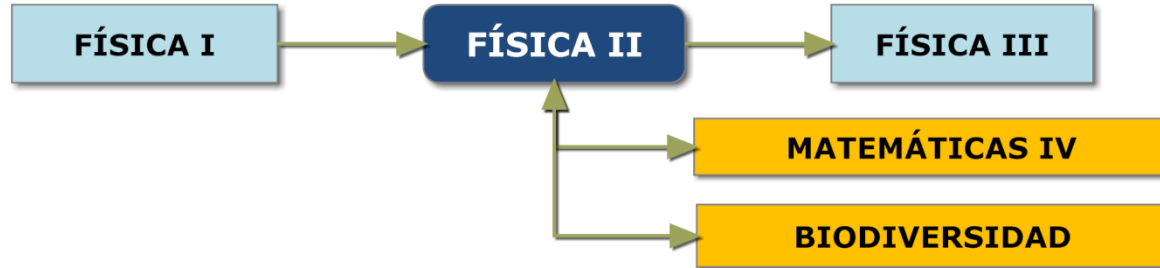 FÍSICA I
FÍSICA II
FÍSICA III
MATEMÁTICAS IV
BIODIVERSIDAD